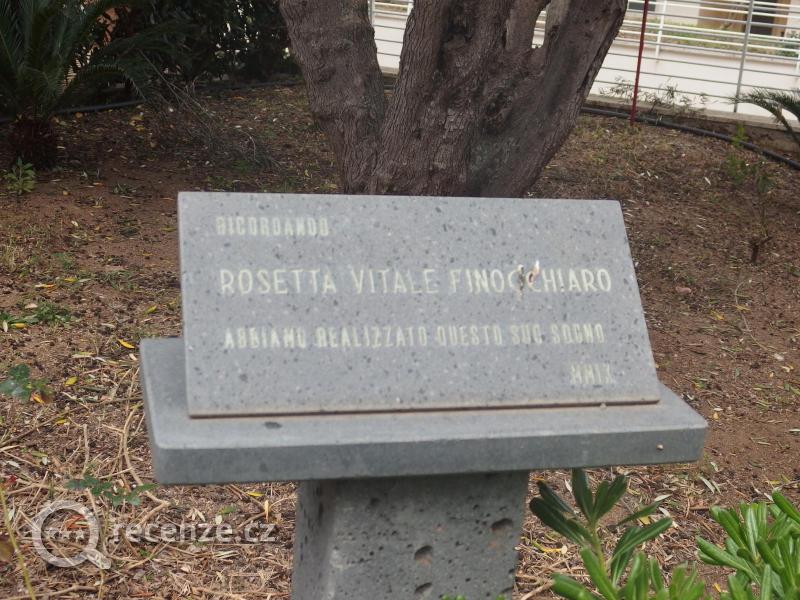 RICORDANDO
ROSETTA VITALE FINOCCHIARO
ABBIAMO REALIZZATO QUESTO SUO SOGNO
MMIX
recenze.cz